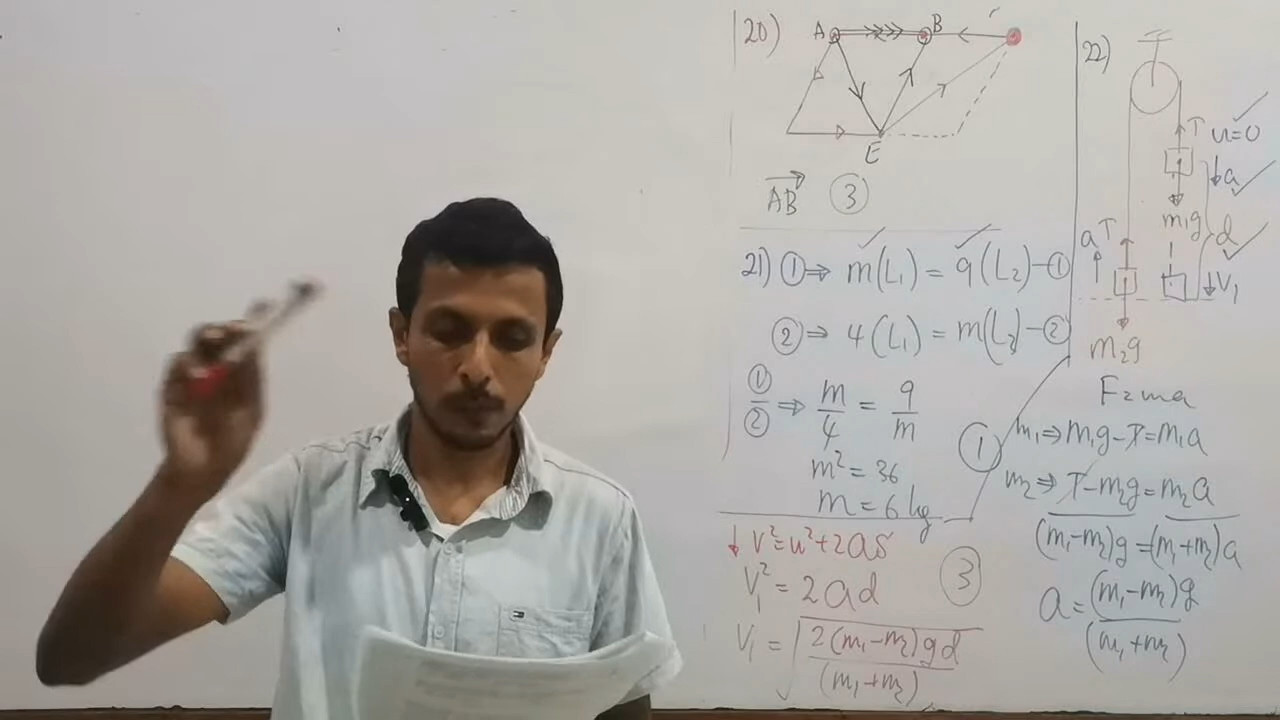 20) A B
E
AB ③
21) ① ⇒ m(L₁) = 9(L₂) – ①
② ⇒ 4(L₁) = m(L₂) – ②
①/② ⇒ m/4 = 9/m
m² = 36
m = 6 kg
①
↓ V² = u² + 2as
V₁² = 2ad
③
V₁ = √(2(m₁-m₂)gd/(m₁+m₂))
22)
T u=0
↓a
m₁g
d
a T
↓V₁
m₂g
F=ma
m₁ ⇒ m₁g - T = m₁a
m₂ ⇒ T - m₂g = m₂a
(m₁-m₂)g = (m₁+m₂)a
a = (m₁-m₂)g/(m₁+m₂)